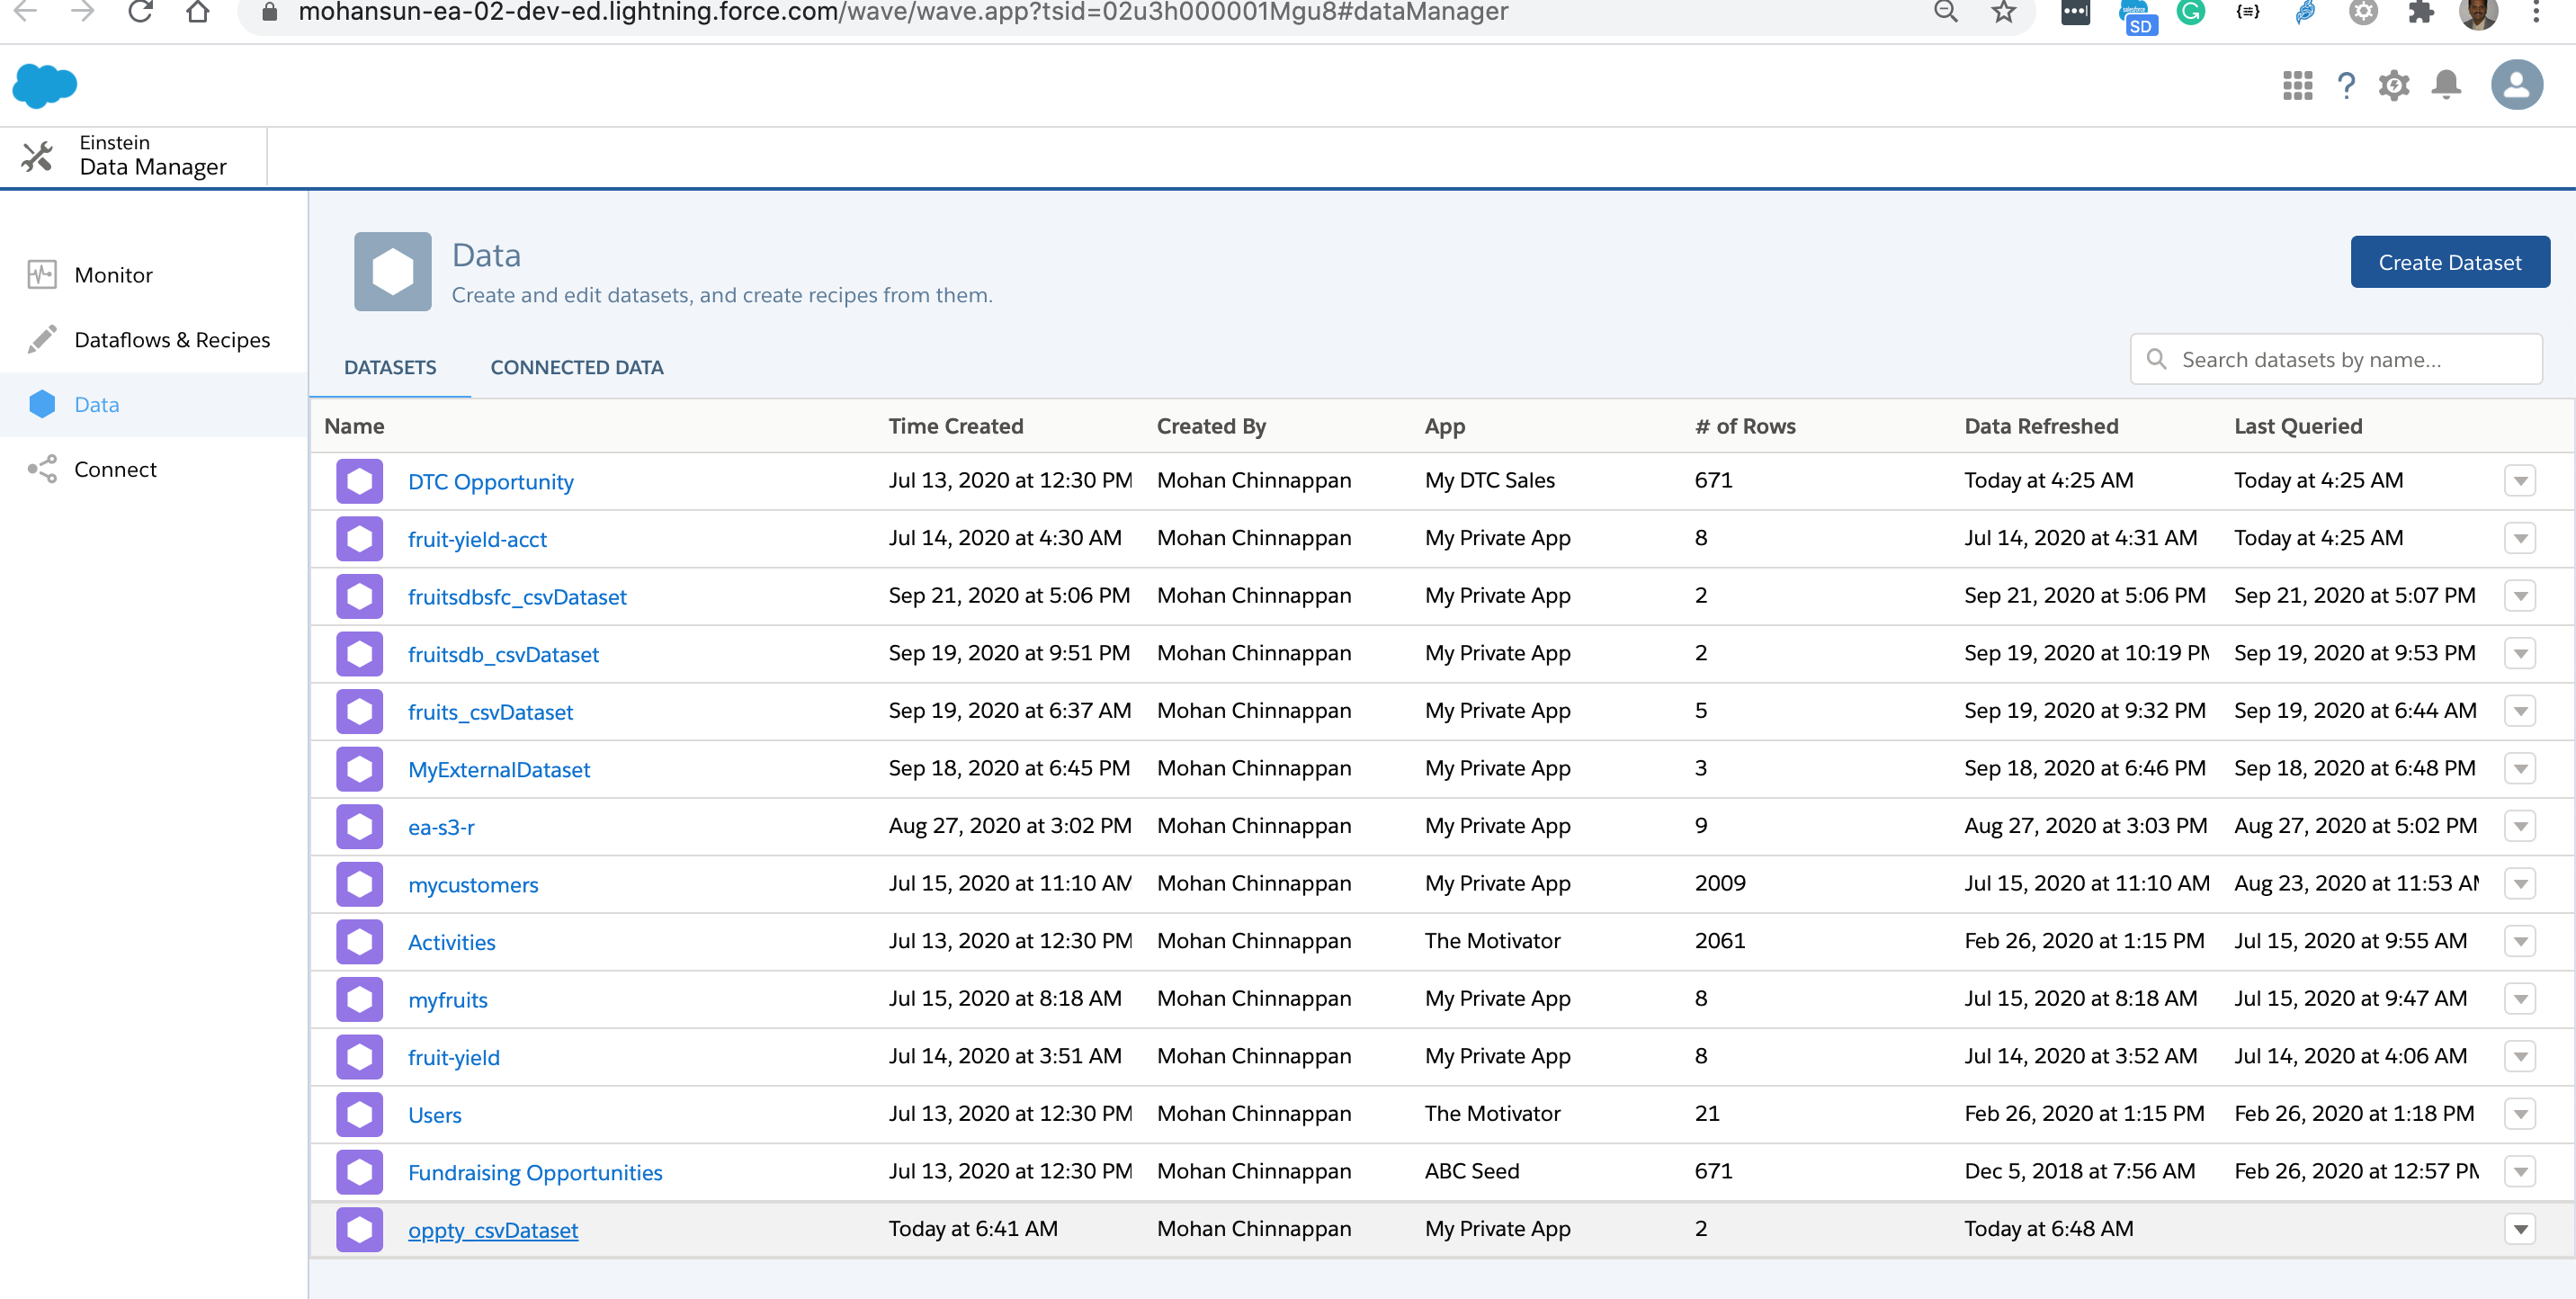 mohansun-ea-02-dev-ed.lightning.force.com/wave/wave.app?tsid=02u3h000001Mgu8#dataManager
salesforce
SD
Einstein
Data Manager
Monitor
Dataflows & Recipes
Data
Connect
Data
Create and edit datasets, and create recipes from them.
Create Dataset
DATASETS CONNECTED DATA
Search datasets by name...
Name Time Created Created By App # of Rows Data Refreshed Last Queried
DTC Opportunity Jul 13, 2020 at 12:30 PM Mohan Chinnappan My DTC Sales 671 Today at 4:25 AM Today at 4:25 AM
fruit-yield-acct Jul 14, 2020 at 4:30 AM Mohan Chinnappan My Private App 8 Jul 14, 2020 at 4:31 AM Today at 4:25 AM
fruitsdbsfc_csvDataset Sep 21, 2020 at 5:06 PM Mohan Chinnappan My Private App 2 Sep 21, 2020 at 5:06 PM Sep 21, 2020 at 5:07 PM
fruitsdb_csvDataset Sep 19, 2020 at 9:51 PM Mohan Chinnappan My Private App 2 Sep 19, 2020 at 10:19 PM Sep 19, 2020 at 9:53 PM
fruits_csvDataset Sep 19, 2020 at 6:37 AM Mohan Chinnappan My Private App 5 Sep 19, 2020 at 9:32 PM Sep 19, 2020 at 6:44 AM
MyExternalDataset Sep 18, 2020 at 6:45 PM Mohan Chinnappan My Private App 3 Sep 18, 2020 at 6:46 PM Sep 18, 2020 at 6:48 PM
ea-s3-r Aug 27, 2020 at 3:02 PM Mohan Chinnappan My Private App 9 Aug 27, 2020 at 3:03 PM Aug 27, 2020 at 5:02 PM
mycustomers Jul 15, 2020 at 11:10 AM Mohan Chinnappan My Private App 2009 Jul 15, 2020 at 11:10 AM Aug 23, 2020 at 11:53 AM
Activities Jul 13, 2020 at 12:30 PM Mohan Chinnappan The Motivator 2061 Feb 26, 2020 at 1:15 PM Jul 15, 2020 at 9:55 AM
myfruits Jul 15, 2020 at 8:18 AM Mohan Chinnappan My Private App 8 Jul 15, 2020 at 8:18 AM Jul 15, 2020 at 9:47 AM
fruit-yield Jul 14, 2020 at 3:51 AM Mohan Chinnappan My Private App 8 Jul 14, 2020 at 3:52 AM Jul 14, 2020 at 4:06 AM
Users Jul 13, 2020 at 12:30 PM Mohan Chinnappan The Motivator 21 Feb 26, 2020 at 1:15 PM Feb 26, 2020 at 1:18 PM
Fundraising Opportunities Jul 13, 2020 at 12:30 PM Mohan Chinnappan ABC Seed 671 Dec 5, 2018 at 7:56 AM Feb 26, 2020 at 12:57 PM
oppty_csvDataset Today at 6:41 AM Mohan Chinnappan My Private App 2 Today at 6:48 AM